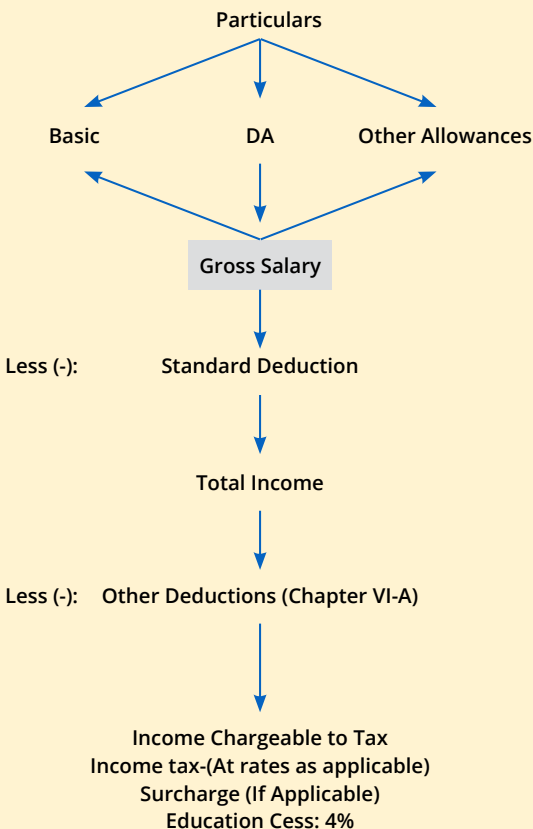 Particulars
Basic DA Other Allowances
Gross Salary
Less (-): Standard Deduction
Total Income
Less (-): Other Deductions (Chapter VI-A)
Income Chargeable to Tax
Income tax-(At rates as applicable)
Surcharge (If Applicable)
Education Cess: 4%